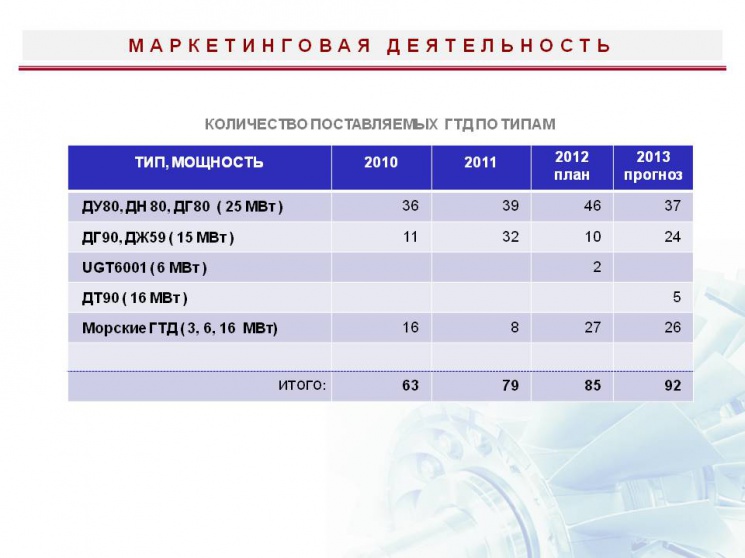 МАРКЕТИНГОВАЯ ДЕЯТЕЛЬНОСТЬ
КОЛИЧЕСТВО ПОСТАВЛЯЕМЫХ ГТД ПО ТИПАМ
ТИП, МОЩНОСТЬ 2010 2011 2012 план 2013 прогноз
ДУ80, ДН 80, ДГ80 ( 25 МВт ) 36 39 46 37
ДГ90, ДЖ59 ( 15 МВт ) 11 32 10 24
UGT6001 ( 6 МВт ) 2
ДТ90 ( 16 МВт ) 5
Морские ГТД ( 3, 6, 16 МВт) 16 8 27 26
ИТОГО: 63 79 85 92